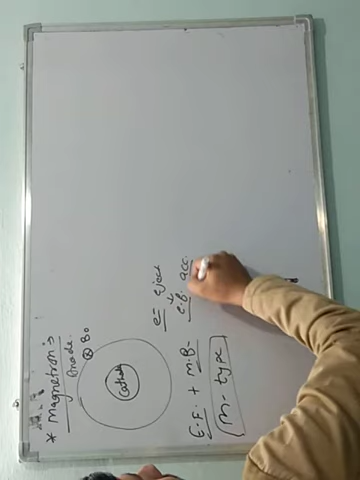 * Magnetron :-
Anode
⊗ B₀
Cathode
e⁻ Eject
↓
E.F. acc.
E.F. + M.B-
M-type